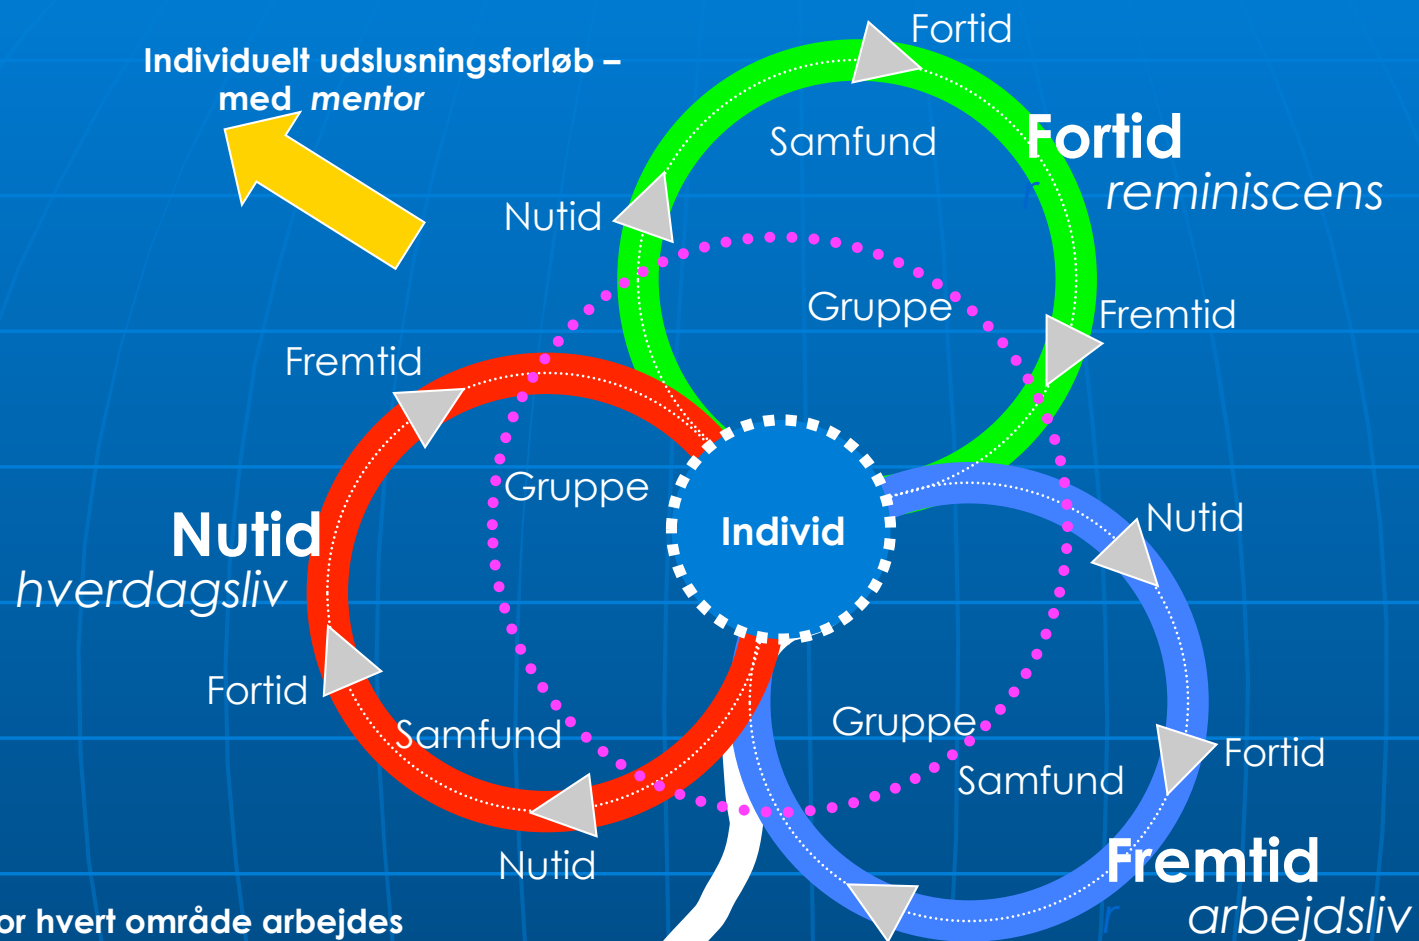 Fortid
Individuelt udslusningsforløb –
med mentor
Samfund
Fortid
r reminiscens
Nutid
Gruppe
Fremtid
Fremtid
Gruppe
Individ
Nutid
Nutid
hverdagsliv
Fortid
Samfund
Gruppe
Fortid
Samfund
Nutid
Fremtid
r arbejdsliv
or hvert område arbejdes